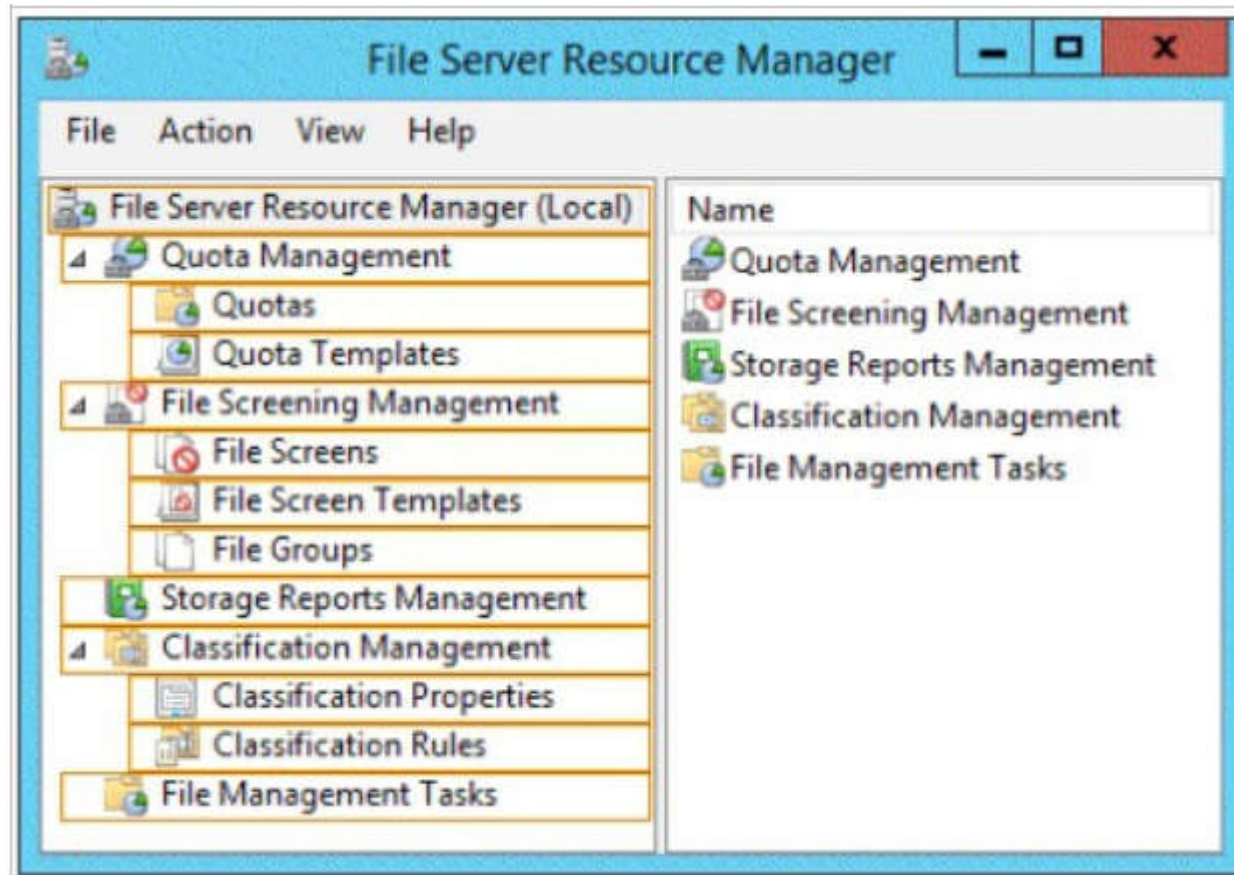 File Server Resource Manager
File Action View Help
File Server Resource Manager (Local)
Quota Management
Quotas
Quota Templates
File Screening Management
File Screens
File Screen Templates
File Groups
Storage Reports Management
Classification Management
Classification Properties
Classification Rules
File Management Tasks
Name
Quota Management
File Screening Management
Storage Reports Management
Classification Management
File Management Tasks